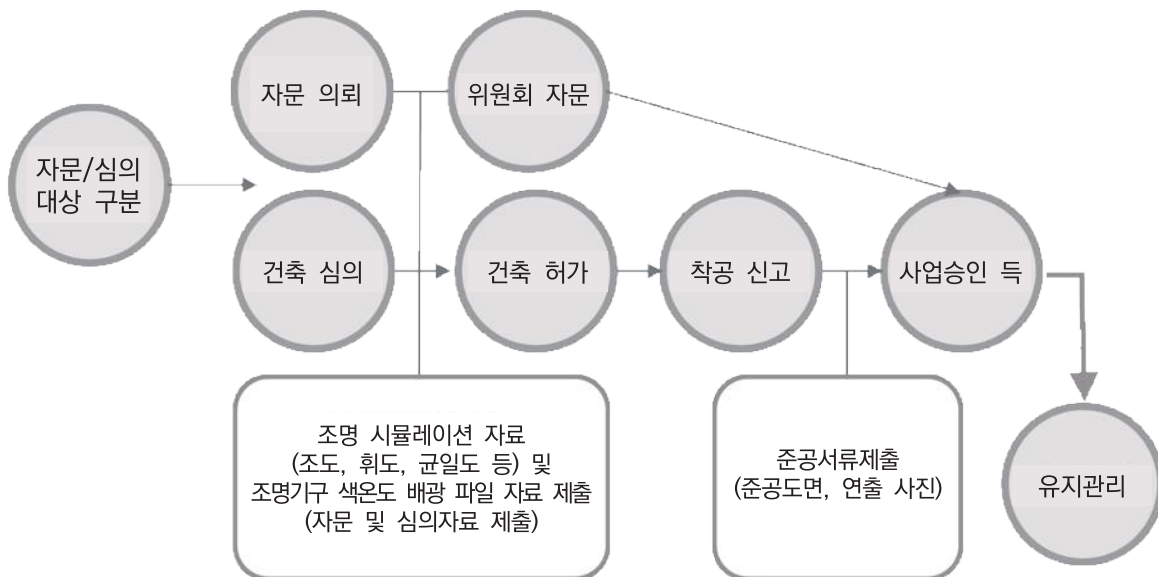 자문 의뢰
위원회 자문
자문/심의
대상 구분
건축 심의
건축 허가
착공 신고
사업승인 득
조명 시뮬레이션 자료
(조도, 휘도, 균일도 등) 및
조명기구 색온도 배광 파일 자료 제출
(자문 및 심의자료 제출)
준공서류제출
(준공도면, 연출 사진)
유지관리